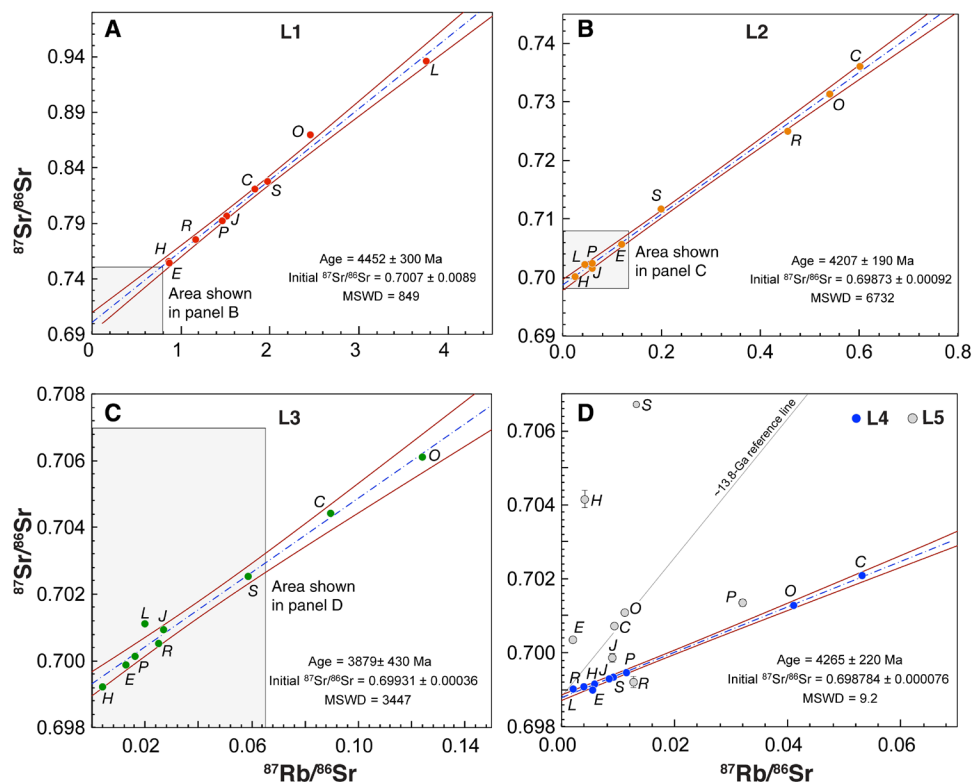 A
L1
0.94
0.89
0.84
0.79
0.74
0.69
0
1
2
3
4
L
O
C
S
J
P
R
H
E
Age = 4452 ± 300 Ma
Initial ⁸⁷Sr/⁸⁶Sr = 0.7007 ± 0.0089
MSWD = 849
Area shown
in panel B
⁸⁷Sr/⁸⁶Sr
B
L2
0.74
0.73
0.72
0.71
0.70
0.69
0.0
0.2
0.4
0.6
0.8
C
O
R
S
E
L
P
J
H
Area shown
in panel C
Age = 4207 ± 190 Ma
Initial ⁸⁷Sr/⁸⁶Sr = 0.69873 ± 0.00092
MSWD = 6732
C
L3
0.708
0.706
0.704
0.702
0.700
0.698
0.02
0.06
0.10
0.14
O
C
S
L
J
R
P
E
H
Area shown
in panel D
Age = 3879± 430 Ma
Initial ⁸⁷Sr/⁸⁶Sr = 0.69931 ± 0.00036
MSWD = 3447
⁸⁷Sr/⁸⁶Sr
⁸⁷Rb/⁸⁶Sr
D
L4
L5
0.706
0.704
0.702
0.700
0.698
0.00
0.02
0.04
0.06
~13.8-Ga reference line
S
H
O
C
E
J
P
R
C
O
P
R
H
J
S
L
E
Age = 4265 ± 220 Ma
Initial ⁸⁷Sr/⁸⁶Sr = 0.698784 ± 0.000076
MSWD = 9.2
⁸⁷Rb/⁸⁶Sr